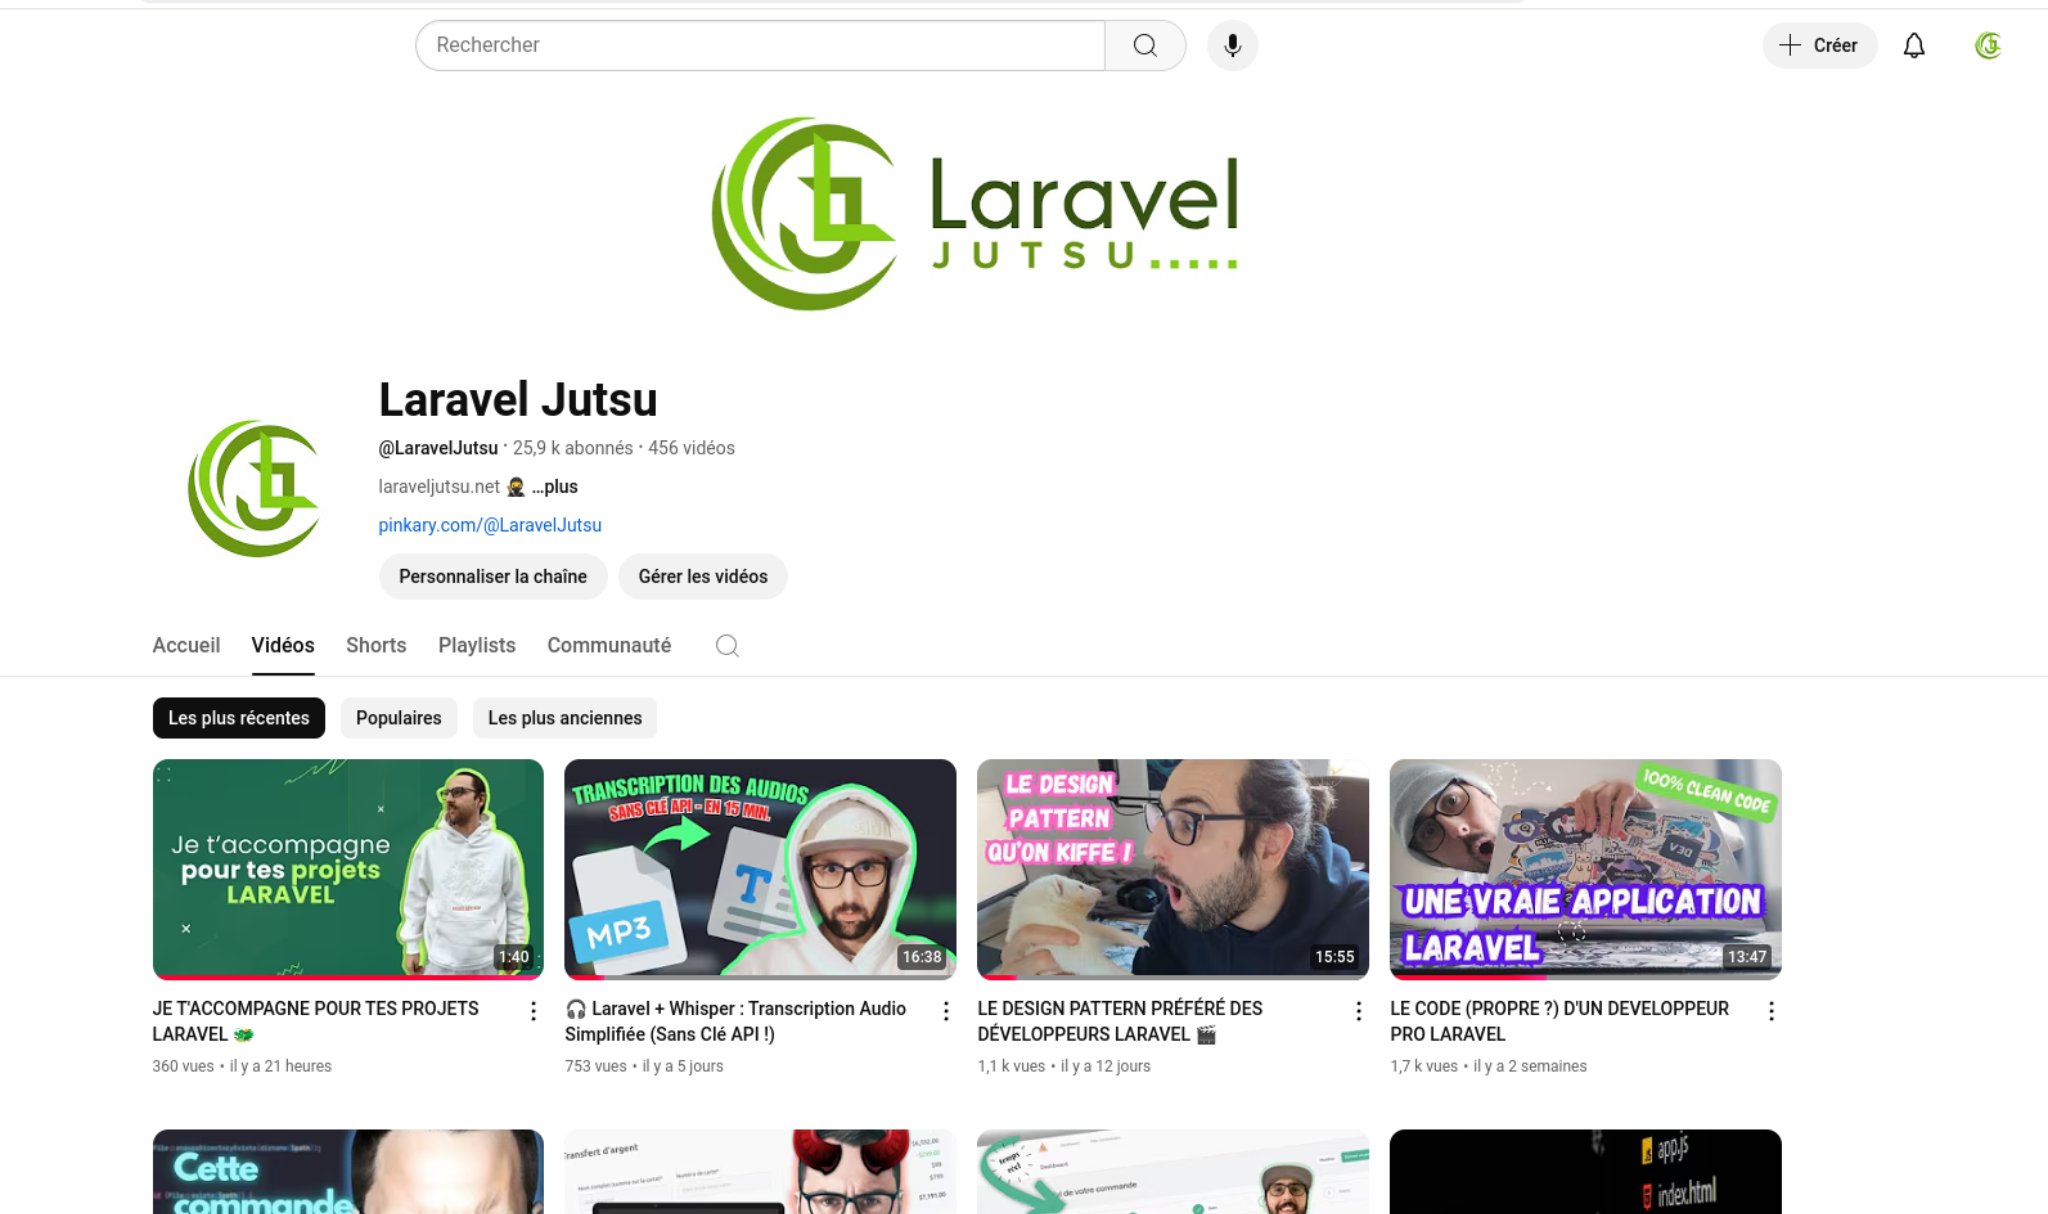 Rechercher
Créer
Laravel
JUTSU
Laravel Jutsu
@LaravelJutsu · 25,9 k abonnés · 456 vidéos
laraveljutsu.net 🥷 ...plus
pinkary.com/@LaravelJutsu
Personnaliser la chaîne
Gérer les vidéos
Accueil
Vidéos
Shorts
Playlists
Communauté
Les plus récentes
Populaires
Les plus anciennes
Je t'accompagne
pour tes projets
LARAVEL
1:40
TRANSCRIPTION DES AUDIOS
SANS CLÉ API - EN 15 MIN.
T
MP3
16:38
LE DESIGN
PATTERN
QU'ON KIFFE !
15:55
100% CLEAN CODE
DEV
UNE VRAIE APPLICATION
LARAVEL
13:47
JE T'ACCOMPAGNE POUR TES PROJETS
LARAVEL 🐲
360 vues • il y a 21 heures
🎧 Laravel + Whisper : Transcription Audio
Simplifiée (Sans Clé API !)
753 vues • il y a 5 jours
LE DESIGN PATTERN PRÉFÉRÉ DES
DÉVELOPPEURS LARAVEL 🎬
1,1 k vues • il y a 12 jours
LE CODE (PROPRE ?) D'UN DEVELOPPEUR
PRO LARAVEL
1,7 k vues • il y a 2 semaines
Cette
commande
Transfert d'argent
temps
réel
Dashboard
de votre commande
app.js
index.html